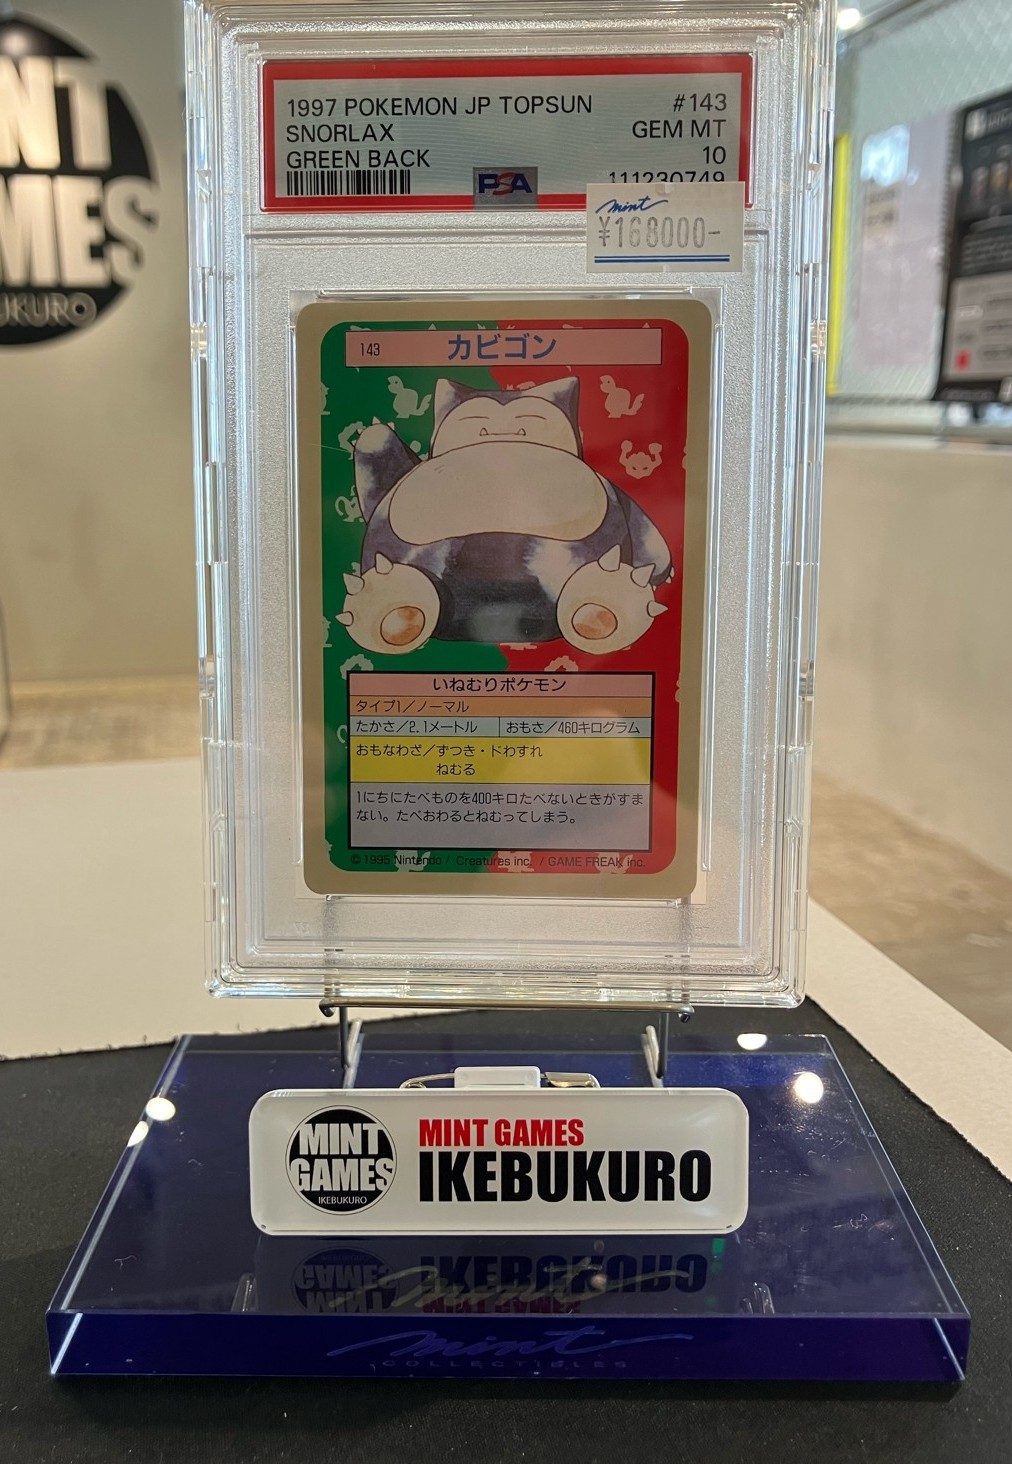 MINT
GAMES
IKEBUKURO
1997 POKEMON JP TOPSUN #143
SNORLAX GEM MT
GREEN BACK 10
PSA 111230749
mint
¥168000-
143 カビゴン
いねむりポケモン
タイプ1/ノーマル
たかさ/2.1メートル おもさ/460キログラム
おもなわざ/ずつき・ドわすれ
ねむる
1にちにたべものを400キロたべないときがすま
ない。たべおわるとねむってしまう。
© 1995 Nintendo / Creatures inc. / GAME FREAK inc.
MINT
GAMES
IKEBUKURO
MINT GAMES
IKEBUKURO
mint
COLLECTIBLES